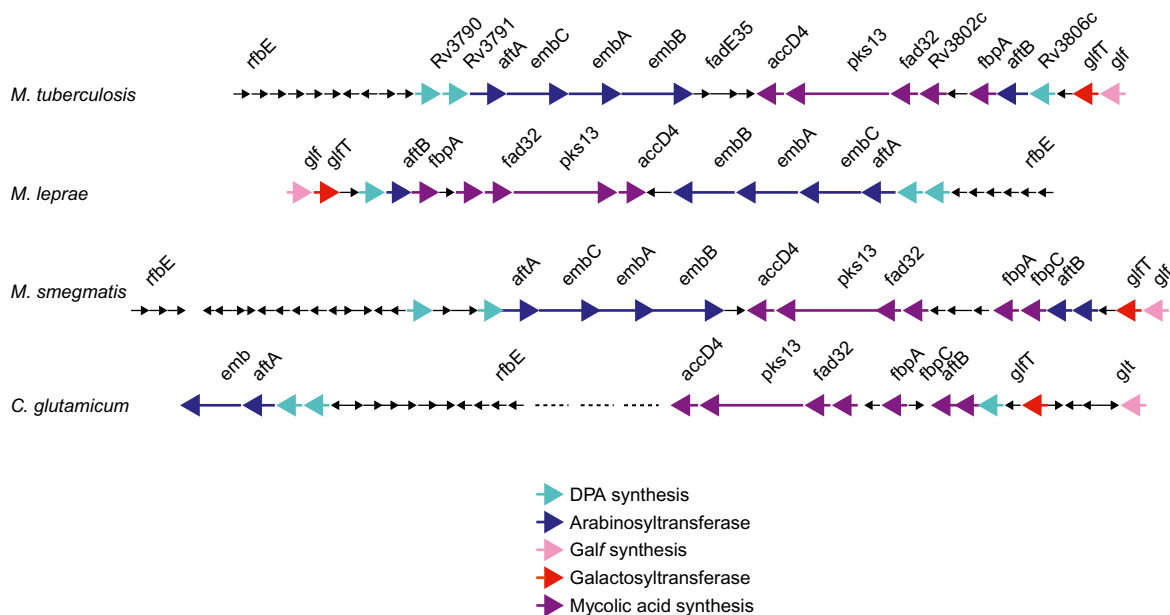 rfbE Rv3790 Rv3791 aftA embC embA embB fadE35 accD4 pks13 fad32 Rv3802c fbpA aftB Rv3806c glfT glf
M. tuberculosis
glf glfT aftB fbpA fad32 pks13 accD4 embB embA embC aftA rfbE
M. leprae
rfbE aftA embC embA embB accD4 pks13 fad32 fbpA fbpC aftB glfT glf
M. smegmatis
emb aftA rfbE accD4 pks13 fad32 fbpA fbpC aftB glfT glt
C. glutamicum
DPA synthesis
Arabinosyltransferase
Galf synthesis
Galactosyltransferase
Mycolic acid synthesis